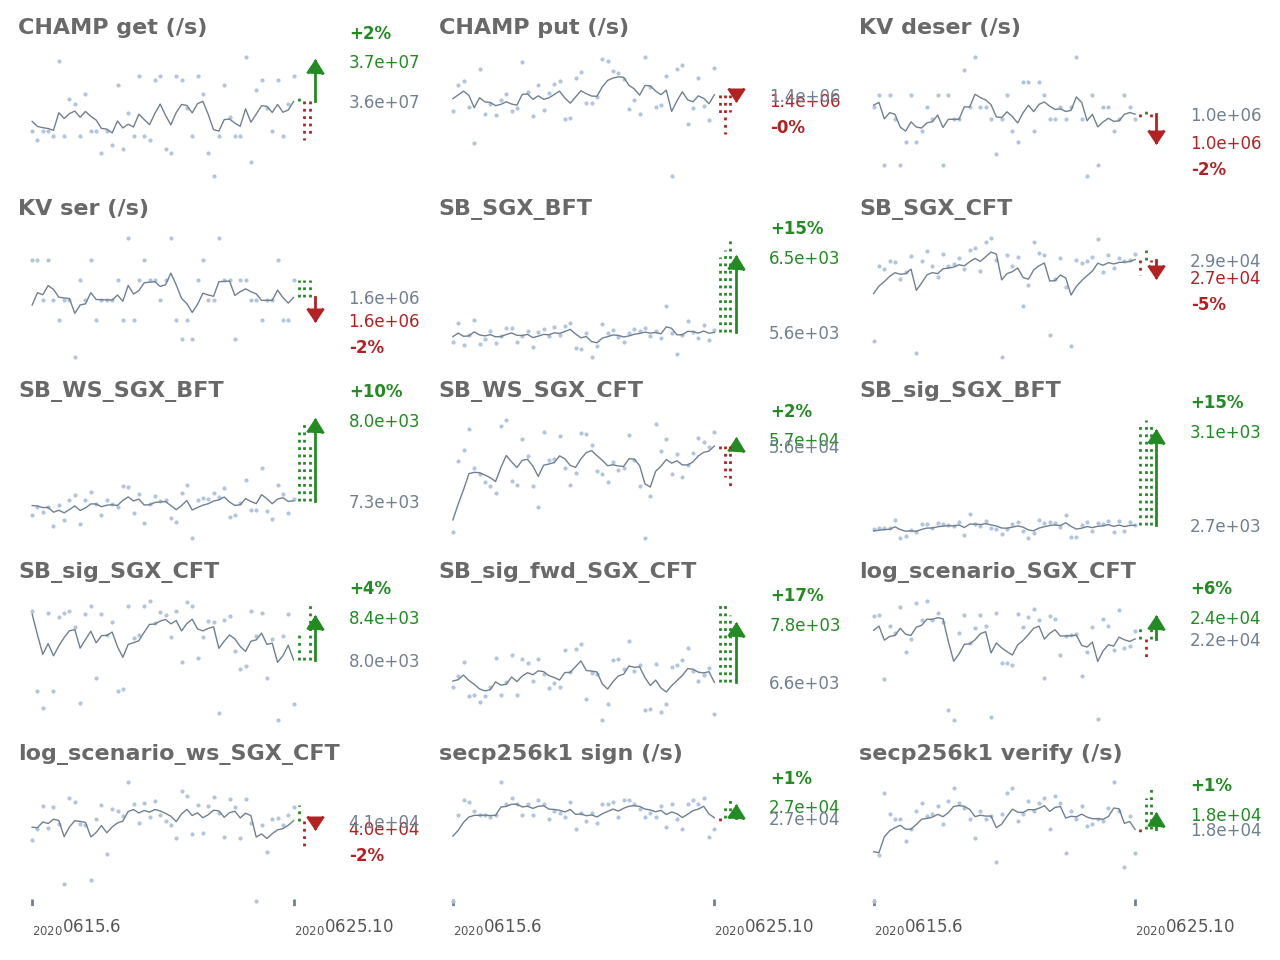 CHAMP get (/s)
+2%
3.7e+07
3.6e+07
CHAMP put (/s)
1.4e+06
1.4e+06
-0%
KV deser (/s)
1.0e+06
1.0e+06
-2%
KV ser (/s)
1.6e+06
1.6e+06
-2%
SB_SGX_BFT
+15%
6.5e+03
5.6e+03
SB_SGX_CFT
2.9e+04
2.7e+04
-5%
SB_WS_SGX_BFT
+10%
8.0e+03
7.3e+03
SB_WS_SGX_CFT
+2%
5.7e+04
5.6e+04
SB_sig_SGX_BFT
+15%
3.1e+03
2.7e+03
SB_sig_SGX_CFT
+4%
8.4e+03
8.0e+03
SB_sig_fwd_SGX_CFT
+17%
7.8e+03
6.6e+03
log_scenario_SGX_CFT
+6%
2.4e+04
2.2e+04
log_scenario_ws_SGX_CFT
4.1e+04
4.0e+04
-2%
secp256k1 sign (/s)
+1%
2.7e+04
2.7e+04
secp256k1 verify (/s)
+1%
1.8e+04
1.8e+04
20200615.6
20200625.10
20200615.6
20200625.10
20200615.6
20200625.10